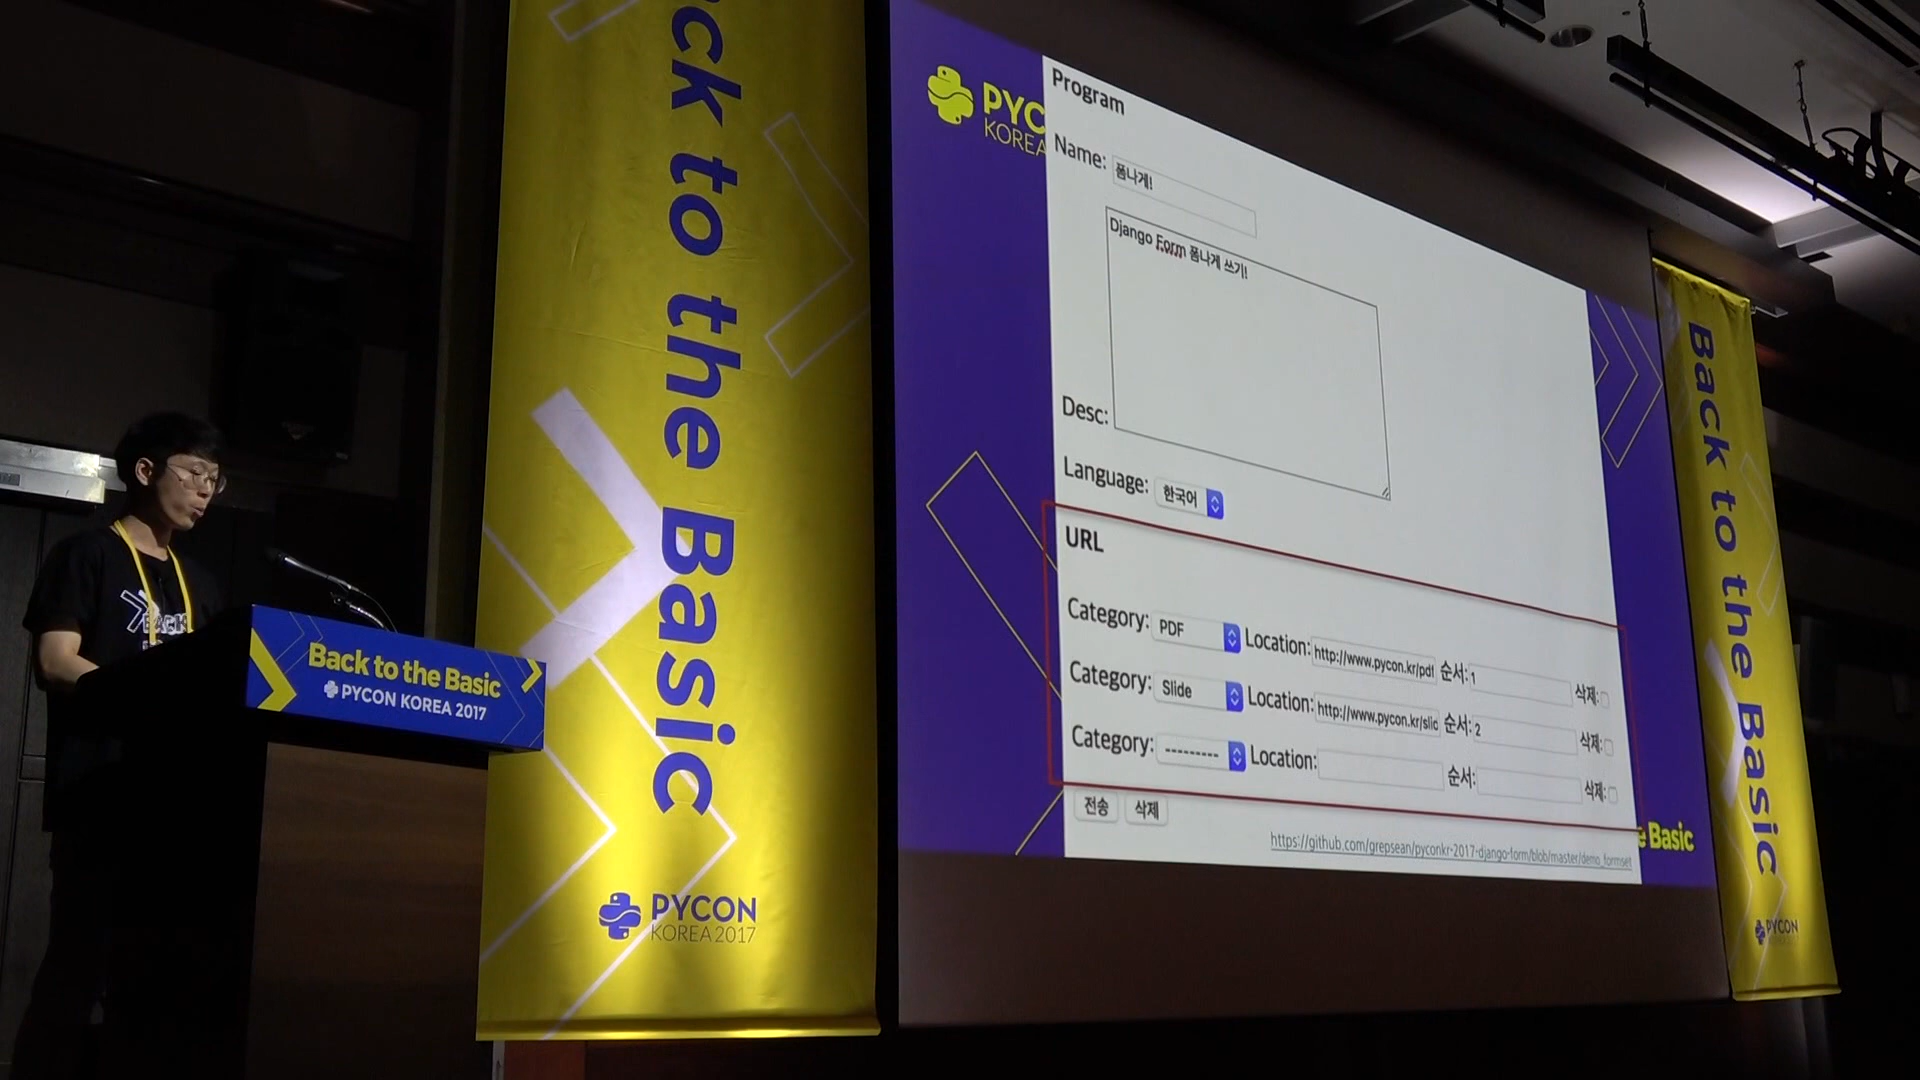 ck to the Basic
PYCON
KOREA 2017
Back to the Basic
PYCON KOREA 2017
PYC
KOREA
Program
Name: 폼나게!
Django Form 폼나게 쓰기!
Desc:
Language: 한국어
URL
Category: PDF Location: http://www.pycon.kr/pdf 순서: 1 삭제:
Category: Slide Location: http://www.pycon.kr/slic 순서: 2 삭제:
Category: --------- Location: 순서: 삭제:
전송 삭제
https://github.com/grepsean/pyconkr-2017-django-form/blob/master/demo_formset
e Basic
Back to the Basic
PYCON